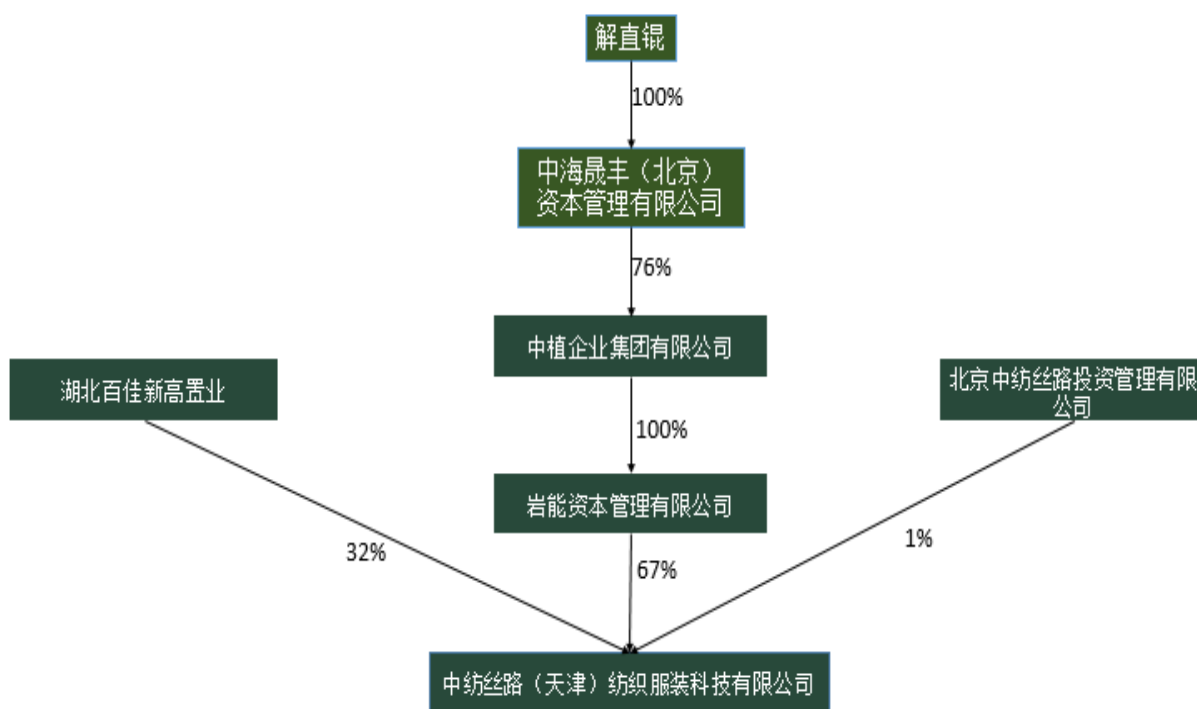 解直锟
100%
中海晟丰（北京）
资本管理有限公司
76%
中植企业集团有限公司
湖北百佳新高置业
北京中纺丝路投资管理有限
公司
100%
岩能资本管理有限公司
32%
67%
1%
中纺丝路（天津）纺织服装科技有限公司